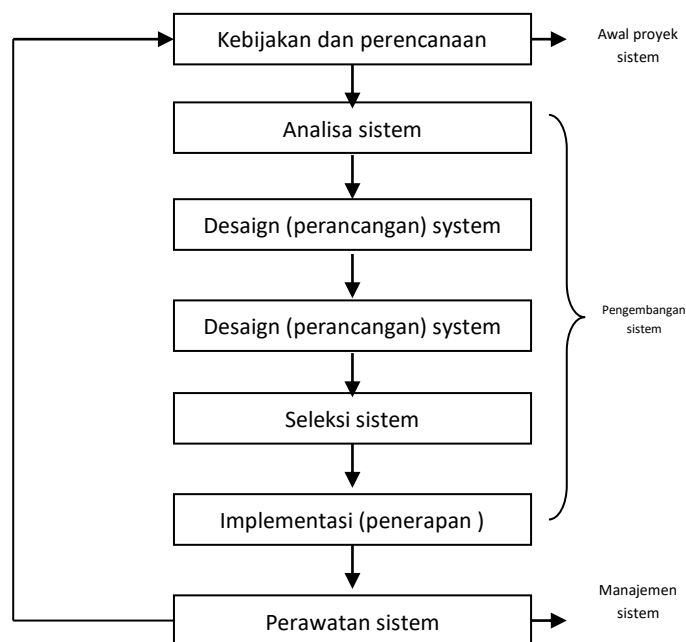 Kebijakan dan perencanaan
Awal proyek
sistem
Analisa sistem
Desaign (perancangan) system
Desaign (perancangan) system
Pengembangan
sistem
Seleksi sistem
Implementasi (penerapan )
Manajemen
sistem
Perawatan sistem